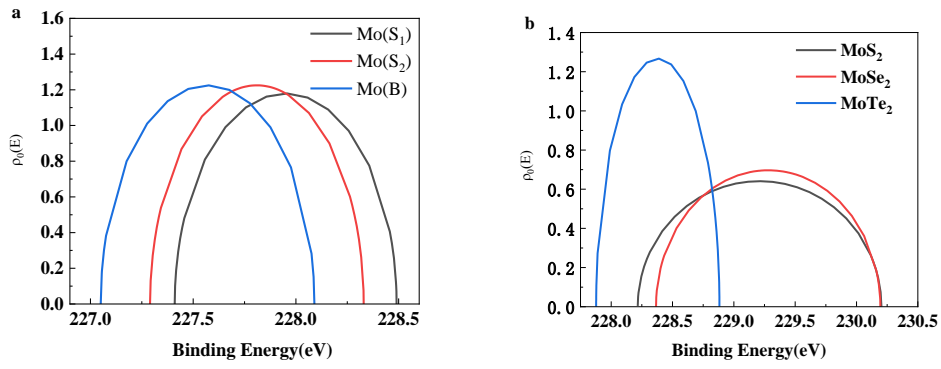 a
1.6
1.4
1.2
1.0
0.8
0.6
0.4
0.2
0.0
ρ₀(E)
Mo(S₁)
Mo(S₂)
Mo(B)
227.0 227.5 228.0 228.5
Binding Energy(eV)
b
1.4
1.2
1.0
0.8
0.6
0.4
0.2
0.0
ρ₀(E)
MoS₂
MoSe₂
MoTe₂
228.0 228.5 229.0 229.5 230.0 230.5
Binding Energy(eV)